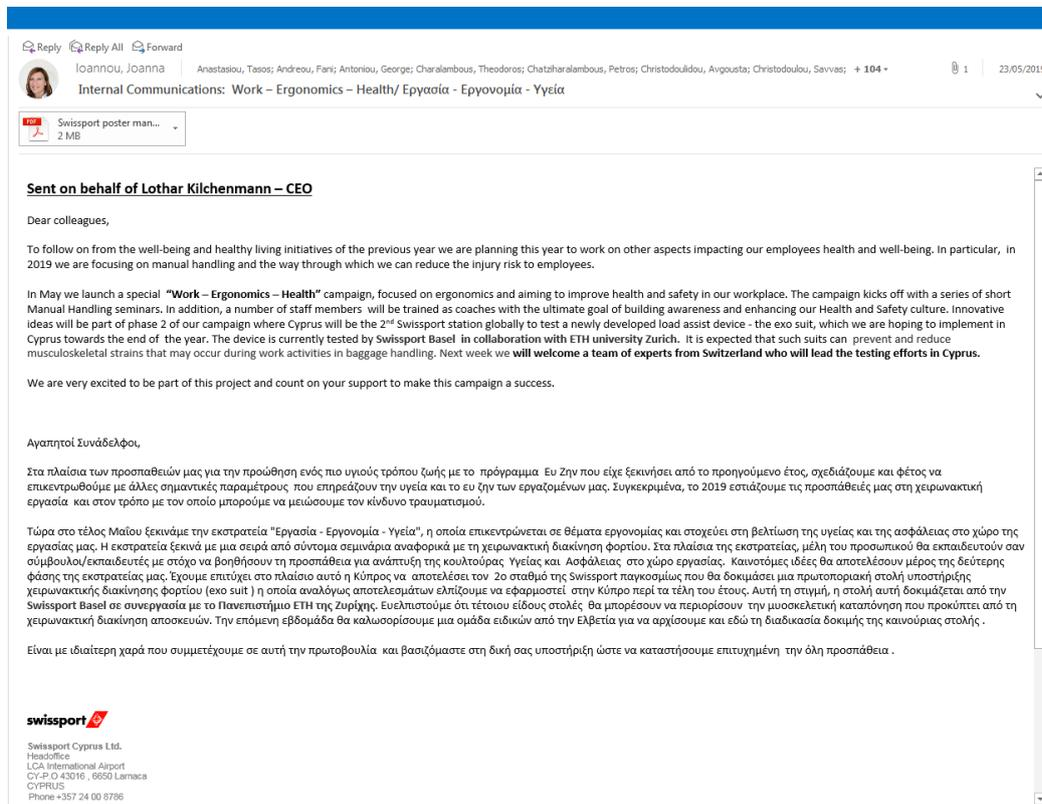 Reply Reply All Forward
Ioannou, Joanna
Anastasiou, Tasos; Andreou, Fani; Antoniou, George; Charalambous, Theodoros; Chatziharalambous, Petros; Christodoulidou, Avgousta; Christodoulou, Savvas; + 104
1
23/05/2019
Internal Communications: Work – Ergonomics – Health/ Εργασία - Εργονομία - Υγεία
PDF
Swissport poster man...
2 MB
Sent on behalf of Lothar Kilchenmann – CEO
Dear colleagues,
To follow on from the well-being and healthy living initiatives of the previous year we are planning this year to work on other aspects impacting our employees health and well-being. In particular, in
2019 we are focusing on manual handling and the way through which we can reduce the injury risk to employees.
In May we launch a special “Work – Ergonomics – Health” campaign, focused on ergonomics and aiming to improve health and safety in our workplace. The campaign kicks off with a series of short
Manual Handling seminars. In addition, a number of staff members will be trained as coaches with the ultimate goal of building awareness and enhancing our Health and Safety culture. Innovative
ideas will be part of phase 2 of our campaign where Cyprus will be the 2nd Swissport station globally to test a newly developed load assist device - the exo suit, which we are hoping to implement in
Cyprus towards the end of the year. The device is currently tested by Swissport Basel in collaboration with ETH university Zurich. It is expected that such suits can prevent and reduce
musculoskeletal strains that may occur during work activities in baggage handling. Next week we will welcome a team of experts from Switzerland who will lead the testing efforts in Cyprus.
We are very excited to be part of this project and count on your support to make this campaign a success.
Αγαπητοί Συνάδελφοι,
Στα πλαίσια των προσπαθειών μας για την προώθηση ενός πιο υγιούς τρόπου ζωής με το πρόγραμμα Ευ Ζην που είχε ξεκινήσει από το προηγούμενο έτος, σχεδιάζουμε και φέτος να
επικεντρωθούμε με άλλες σημαντικές παραμέτρους που επηρεάζουν την υγεία και το ευ ζην των εργαζομένων μας. Συγκεκριμένα, το 2019 εστιάζουμε τις προσπάθειές μας στη χειρωνακτική
εργασία και στον τρόπο με τον οποίο μπορούμε να μειώσουμε τον κίνδυνο τραυματισμού.
Τώρα στο τέλος Μαΐου ξεκινάμε την εκστρατεία "Εργασία - Εργονομία - Υγεία", η οποία επικεντρώνεται σε θέματα εργονομίας και στοχεύει στη βελτίωση της υγείας και της ασφάλειας στο χώρο της
εργασίας μας. Η εκστρατεία ξεκινά με μια σειρά από σύντομα σεμινάρια αναφορικά με τη χειρωνακτική διακίνηση φορτίου. Στα πλαίσια της εκστρατείας, μέλη του προσωπικού θα εκπαιδευτούν σαν
σύμβουλοι/εκπαιδευτές με στόχο να βοηθήσουν τη προσπάθεια για ανάπτυξη της κουλτούρας Υγείας και Ασφάλειας στο χώρο εργασίας. Καινοτόμες ιδέες θα αποτελέσουν μέρος της δεύτερης
φάσης της εκστρατείας μας. Έχουμε επιτύχει στο πλαίσιο αυτό η Κύπρος να αποτελέσει τον 2ο σταθμό της Swissport παγκοσμίως που θα δοκιμάσει μια πρωτοποριακή στολή υποστήριξης
χειρωνακτικής διακίνησης φορτίου (exo suit ) η οποία αναλόγως αποτελεσμάτων ελπίζουμε να εφαρμοστεί στην Κύπρο περί τα τέλη του έτους. Αυτή τη στιγμή, η στολή αυτή δοκιμάζεται από την
Swissport Basel σε συνεργασία με το Πανεπιστήμιο ETH της Ζυρίχης. Ευελπιστούμε ότι τέτοιου είδους στολές θα μπορέσουν να περιορίσουν την μυοσκελετική καταπόνηση που προκύπτει από τη
χειρωνακτική διακίνηση αποσκευών. Την επόμενη εβδομάδα θα καλωσορίσουμε μια ομάδα ειδικών από την Ελβετία για να αρχίσουμε και εδώ τη διαδικασία δοκιμής της καινούριας στολής .
Είναι με ιδιαίτερη χαρά που συμμετέχουμε σε αυτή την πρωτοβουλία και βασιζόμαστε στη δική σας υποστήριξη ώστε να καταστήσουμε επιτυχημένη την όλη προσπάθεια .
swissport
Swissport Cyprus Ltd.
Headoffice
LCA International Airport
CY-P.O 43016 , 6650 Larnaca
CYPRUS
Phone +357 24 00 8786